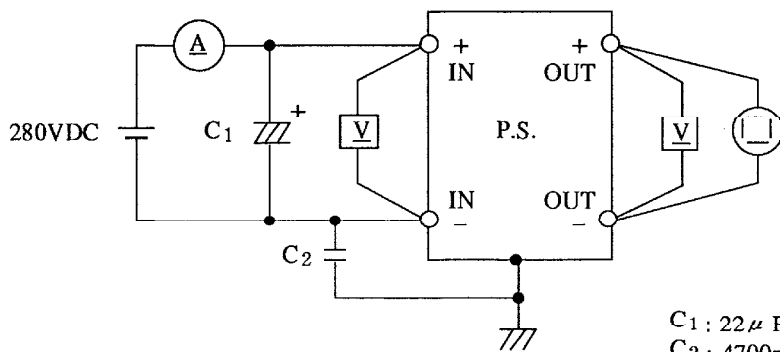 A
+
+
+
IN
OUT
280VDC
C1
V
P.S.
V
IN
OUT
−
−
C2
C1 : 22μ F